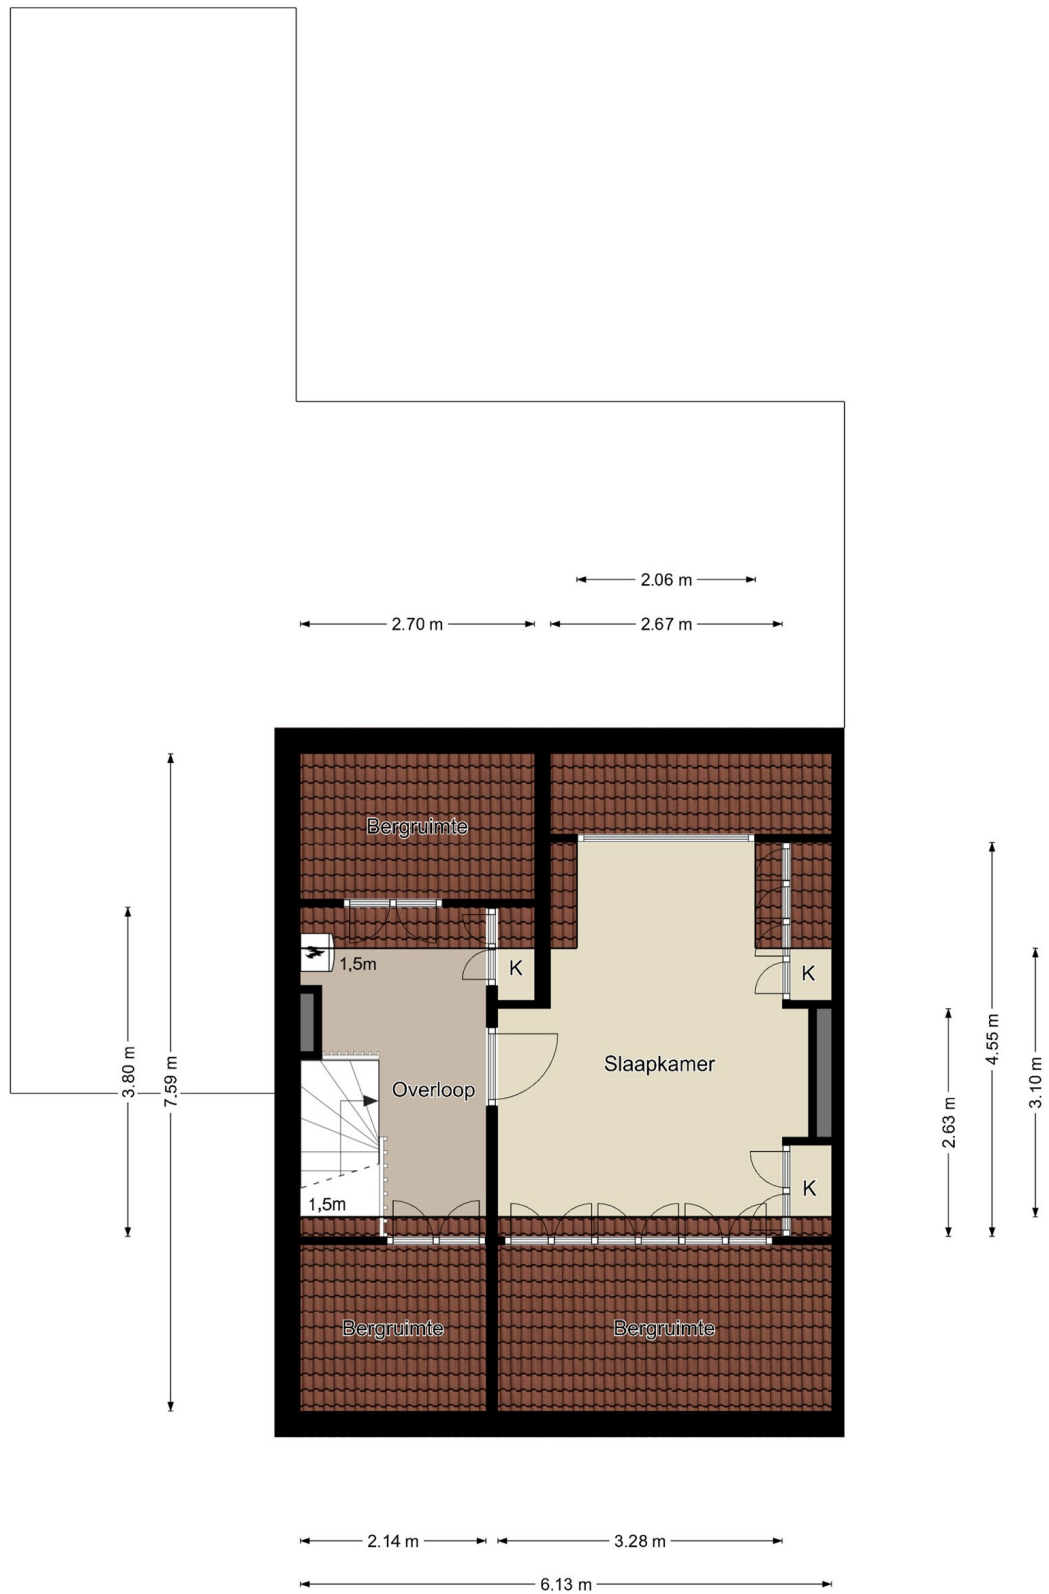 2.06 m
2.70 m
2.67 m
Bergruimte
1,5m
K
K
Slaapkamer
Overloop
3.80 m
7.59 m
2.63 m
4.55 m
3.10 m
K
1,5m
Bergruimte
Bergruimte
2.14 m
3.28 m
6.13 m